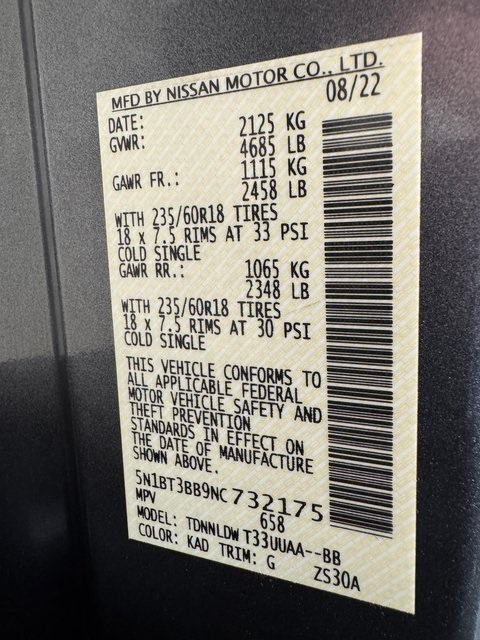 MFD BY NISSAN MOTOR CO., LTD.
DATE: 08/22
GVWR: 2125 KG
4685 LB
GAWR FR.: 1115 KG
2458 LB
WITH 235/60R18 TIRES
18 x 7.5 RIMS AT 33 PSI
COLD SINGLE
GAWR RR.: 1065 KG
2348 LB
WITH 235/60R18 TIRES
18 x 7.5 RIMS AT 30 PSI
COLD SINGLE
THIS VEHICLE CONFORMS TO
ALL APPLICABLE FEDERAL
MOTOR VEHICLE SAFETY AND
THEFT PREVENTION
STANDARDS IN EFFECT ON
THE DATE OF MANUFACTURE
SHOWN ABOVE.
5N1BT3BB9NC732175
MPV 658
MODEL: TDNNLDWT33UUAA--BB
COLOR: KAD TRIM: G ZS30A